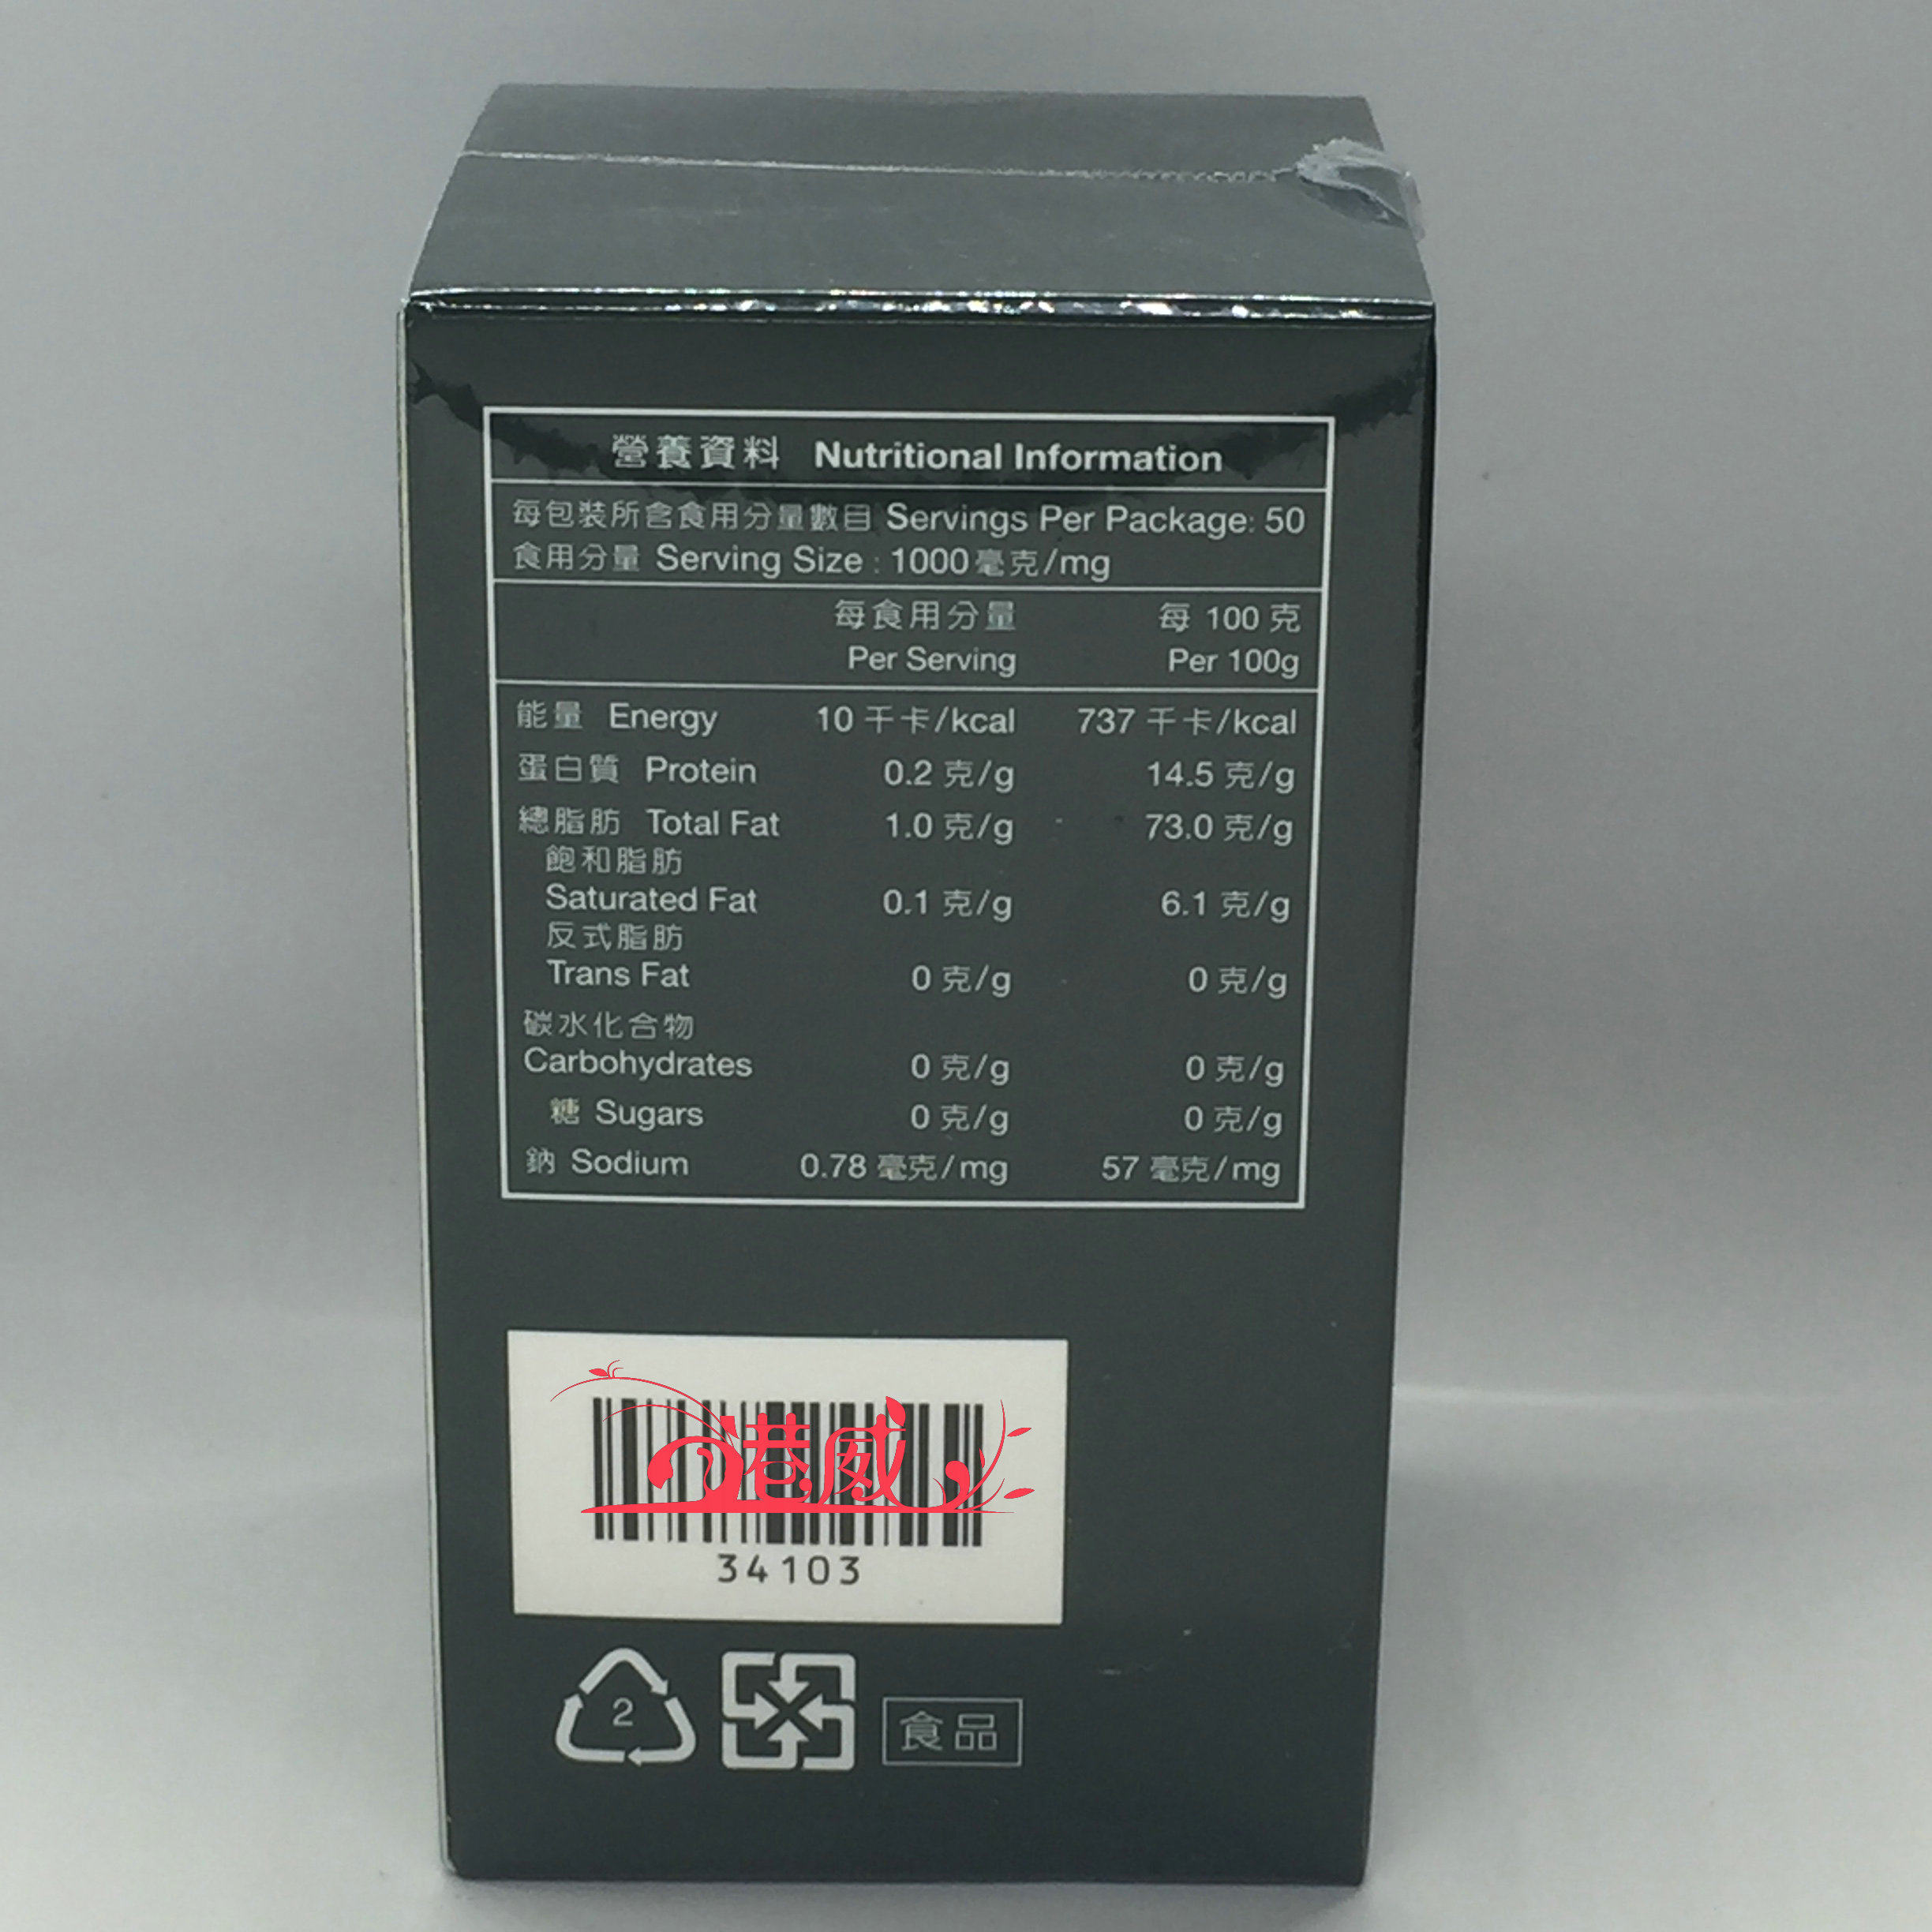 營養資料 Nutritional Information
每包裝所含食用分量數目 Servings Per Package: 50
食用分量 Serving Size : 1000 毫克/mg
每食用分量 每 100 克
Per Serving Per 100g
能量 Energy 10 千卡/kcal 737 千卡/kcal
蛋白質 Protein 0.2 克/g 14.5 克/g
總脂肪 Total Fat 1.0 克/g 73.0 克/g
飽和脂肪
Saturated Fat 0.1 克/g 6.1 克/g
反式脂肪
Trans Fat 0 克/g 0 克/g
碳水化合物
Carbohydrates 0 克/g 0 克/g
糖 Sugars 0 克/g 0 克/g
鈉 Sodium 0.78 毫克/mg 57 毫克/mg
港威
34103
2
食品